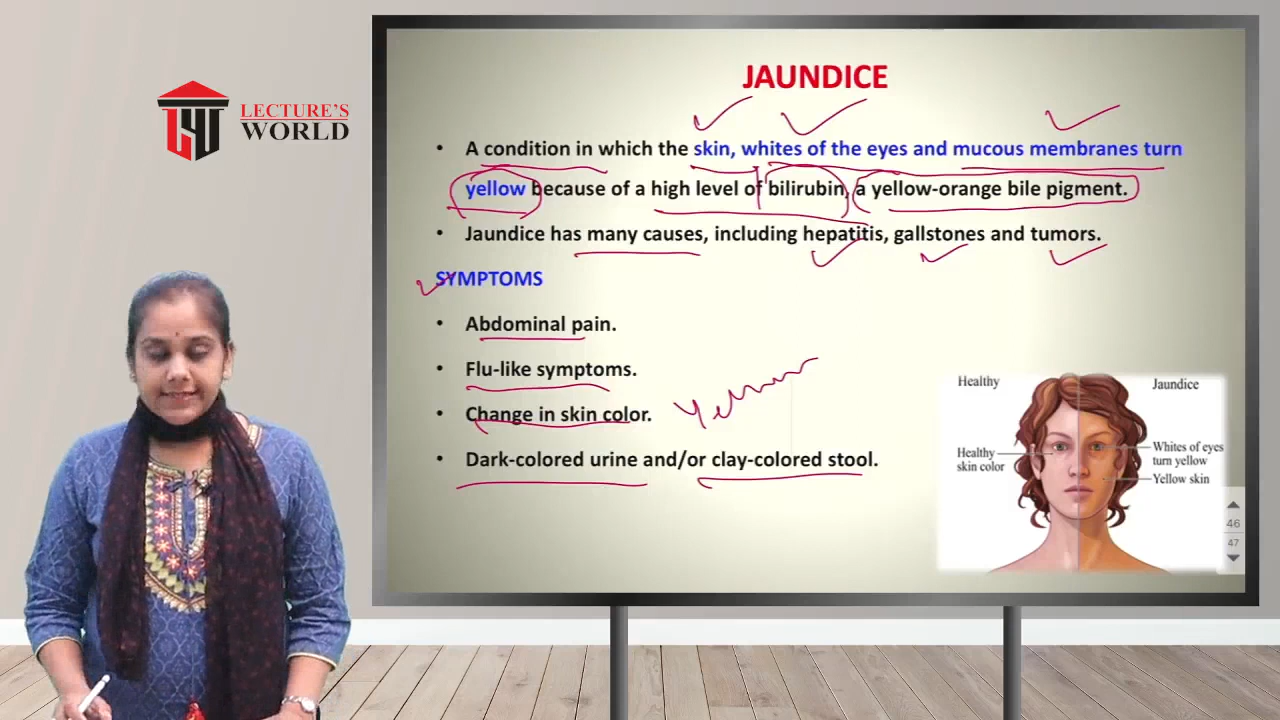 LECTURE'S
WORLD
JAUNDICE
• A condition in which the skin, whites of the eyes and mucous membranes turn
yellow because of a high level of bilirubin, a yellow-orange bile pigment.
• Jaundice has many causes, including hepatitis, gallstones and tumors.
SYMPTOMS
• Abdominal pain.
• Flu-like symptoms.
• Change in skin color.
Yellow
• Dark-colored urine and/or clay-colored stool.
Healthy
Jaundice
Healthy
skin color
Whites of eyes
turn yellow
Yellow skin
46
47